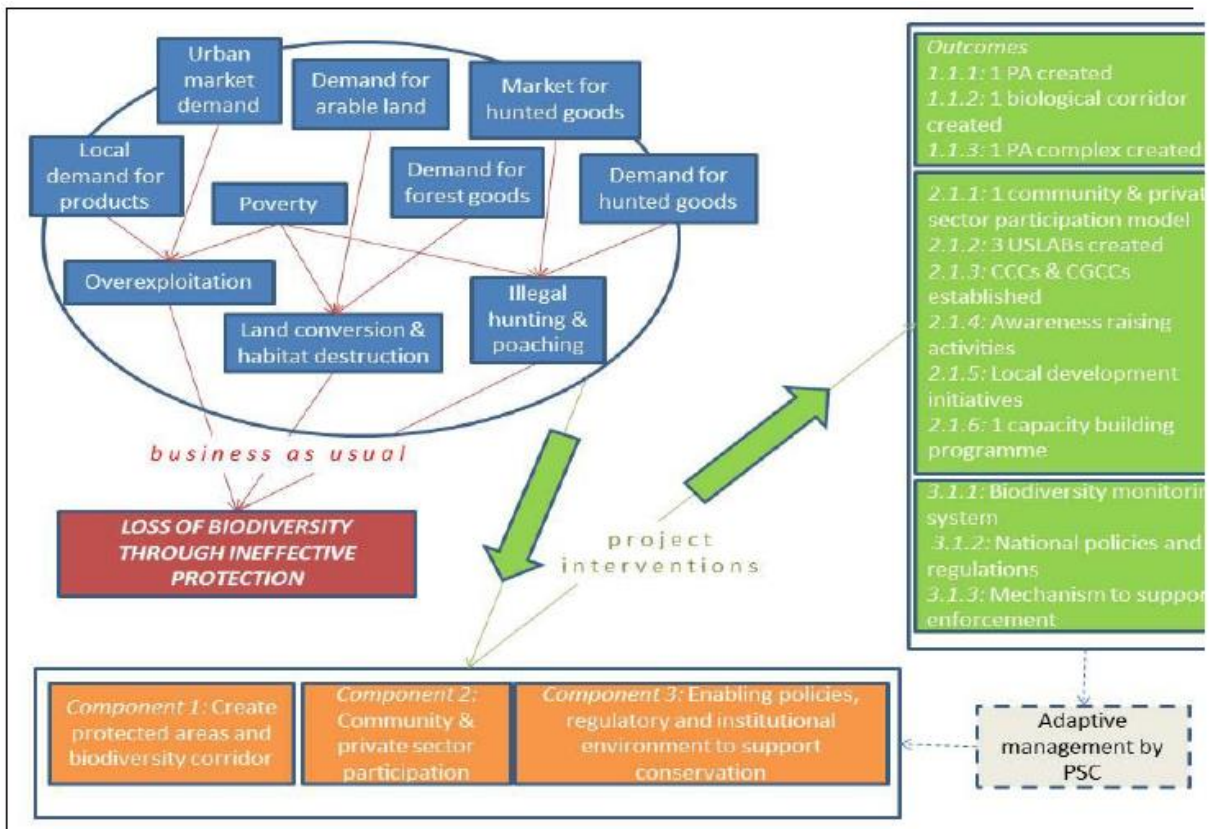 Urban
market
demand
Demand for
arable land
Market for
hunted goods
Local
demand for
products
Poverty
Demand for
forest goods
Demand for
hunted goods
Overexploitation
Land conversion &
habitat destruction
Illegal
hunting &
poaching
business as usual
LOSS OF BIODIVERSITY
THROUGH INEFFECTIVE
PROTECTION
project
interventions
Outcomes
1.1.1: 1 PA created
1.1.2: 1 biological corridor
created
1.1.3: 1 PA complex created
2.1.1: 1 community & privat
sector participation model
2.1.2: 3 USLABs created
2.1.3: CCCs & CGCCs
established
2.1.4: Awareness raising
activities
2.1.5: Local development
initiatives
2.1.6: 1 capacity building
programme
3.1.1: Biodiversity monitorin
system
3.1.2: National policies and
regulations
3.1.3: Mechanism to suppor
enforcement
Component 1: Create
protected areas and
biodiversity corridor
Component 2:
Community &
private sector
participation
Component 3: Enabling policies,
regulatory and institutional
environment to support
conservation
Adaptive
management by
PSC